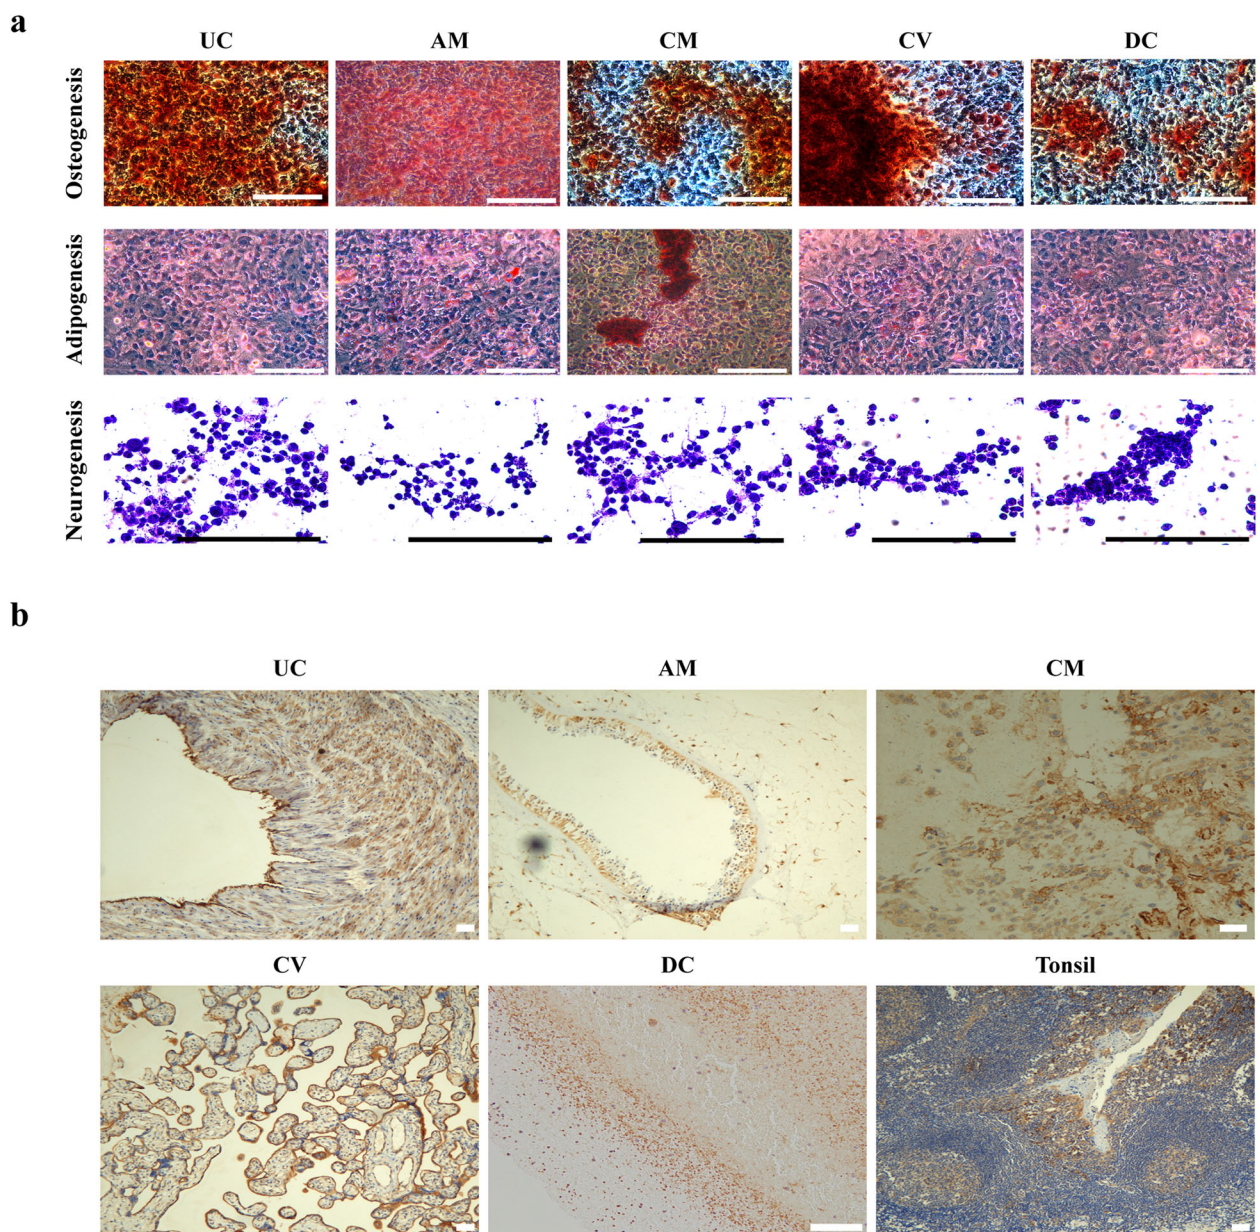 a
UC AM CM CV DC
Osteogenesis
Adipogenesis
Neurogenesis
b
UC AM CM
CV DC Tonsil